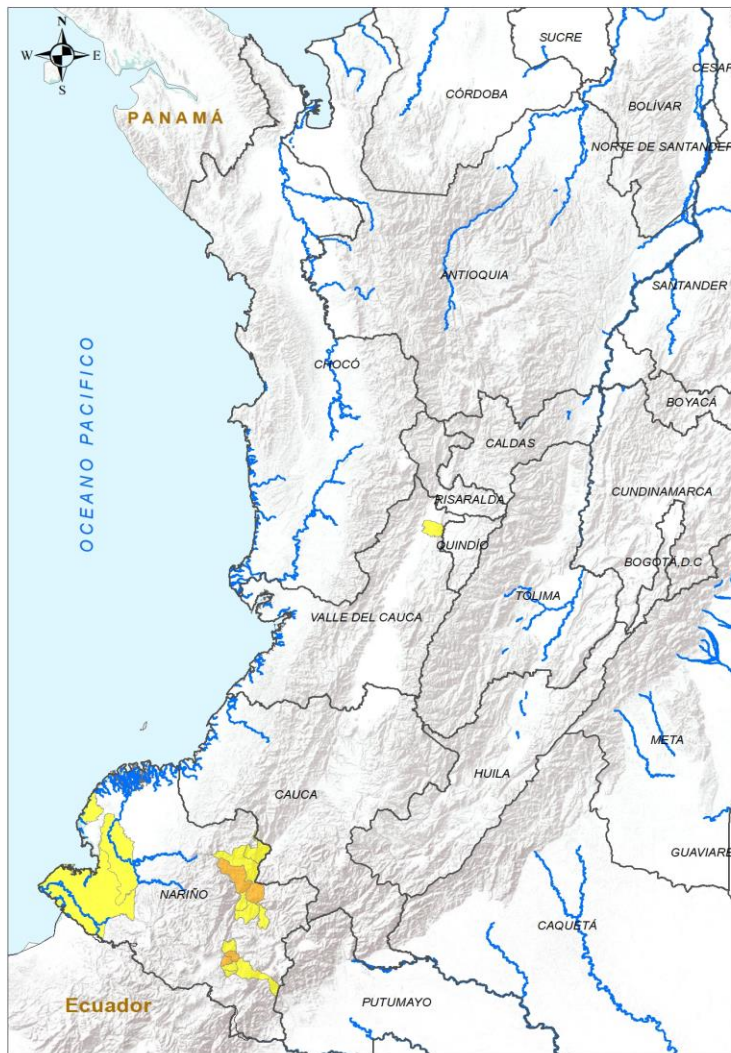 N
W E
S
SUCRE
CESAR
CÓRDOBA
BOLÍVAR
PANAMÁ
NORTE DE SANTANDER
ANTIOQUIA
SANTANDER
OCEANO PACIFICO
CHOCÓ
BOYACÁ
CALDAS
CUNDINAMARCA
RISARALDA
QUINDÍO
BOGOTÁ,D.C
TOLIMA
VALLE DEL CAUCA
META
HUILA
CAUCA
GUAVIARE
NARIÑO
CAQUETÁ
Ecuador
PUTUMAYO